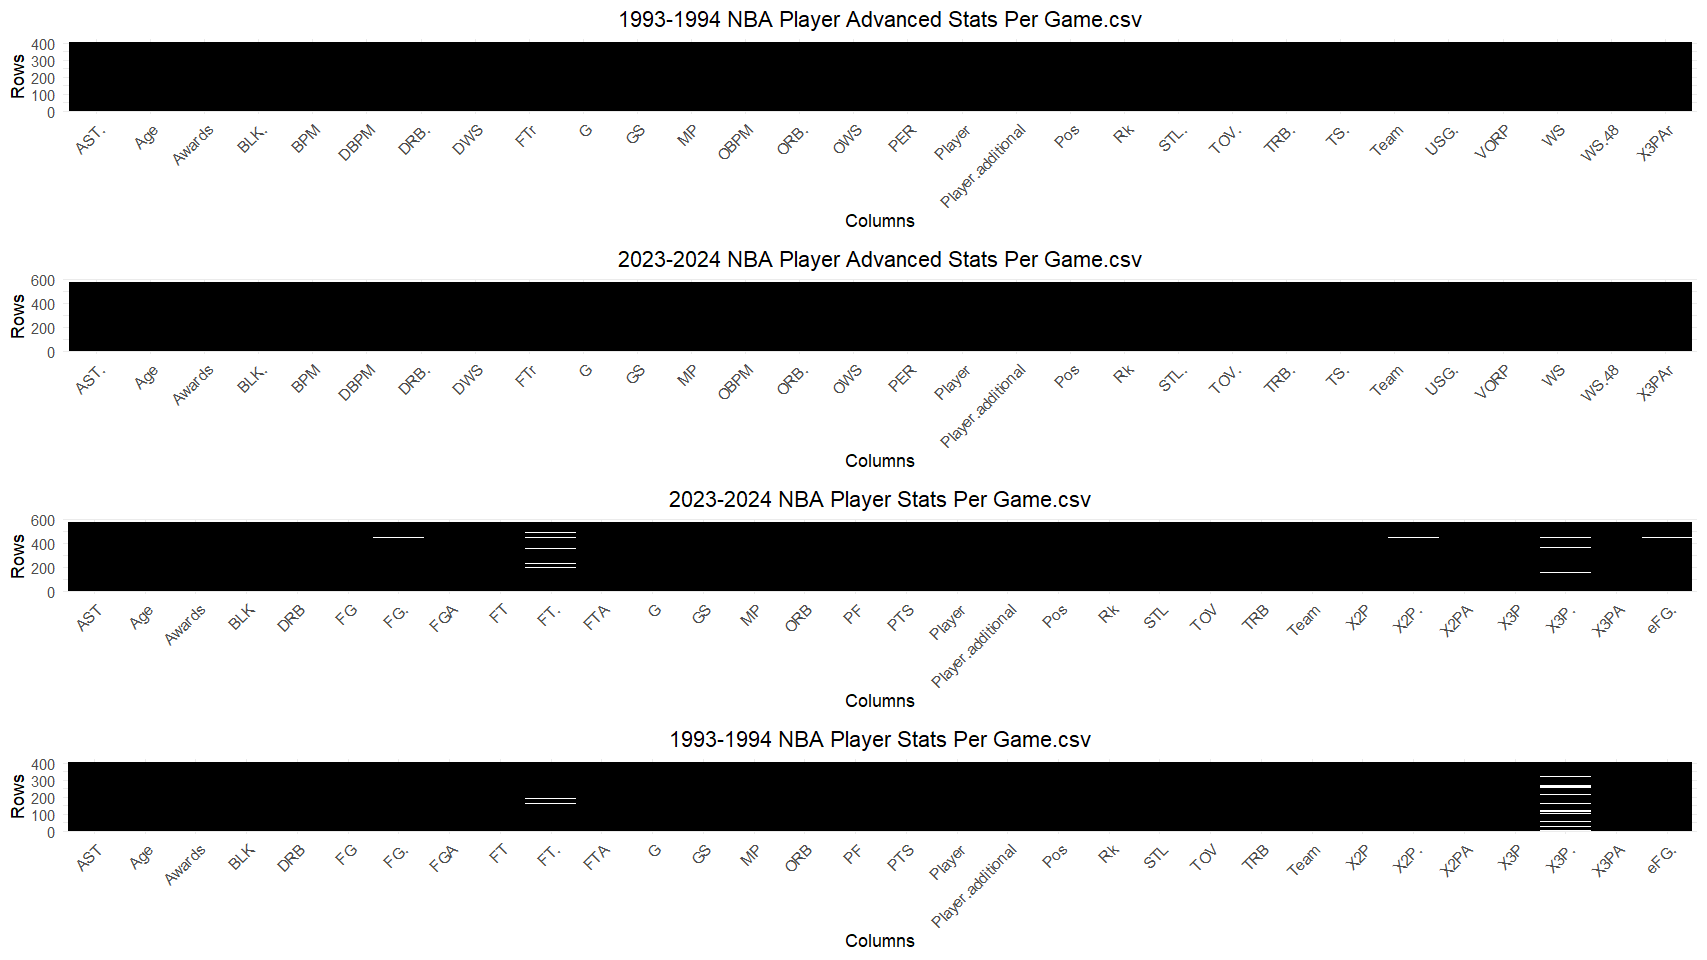 1993-1994 NBA Player Advanced Stats Per Game.csv
400
300
200
100
0
Rows
AST. Age Awards BLK. BPM DBPM DRB. DWS FTr G GS MP OBPM ORB. OWS PER Player Player.additional Pos Rk STL. TOV. TRB. TS. Team USG. VORP WS WS.48 X3PAr
Columns
2023-2024 NBA Player Advanced Stats Per Game.csv
600
400
200
0
Rows
AST. Age Awards BLK. BPM DBPM DRB. DWS FTr G GS MP OBPM ORB. OWS PER Player Player.additional Pos Rk STL. TOV. TRB. TS. Team USG. VORP WS WS.48 X3PAr
Columns
2023-2024 NBA Player Stats Per Game.csv
600
400
200
0
Rows
AST Age Awards BLK DRB FG FG. FGA FT FT. FTA G GS MP ORB PF PTS Player Player.additional Pos Rk STL TOV TRB Team X2P X2P. X2PA X3P X3P. X3PA eFG.
Columns
1993-1994 NBA Player Stats Per Game.csv
400
300
200
100
0
Rows
AST Age Awards BLK DRB FG FG. FGA FT FT. FTA G GS MP ORB PF PTS Player Player.additional Pos Rk STL TOV TRB Team X2P X2P. X2PA X3P X3P. X3PA eFG.
Columns